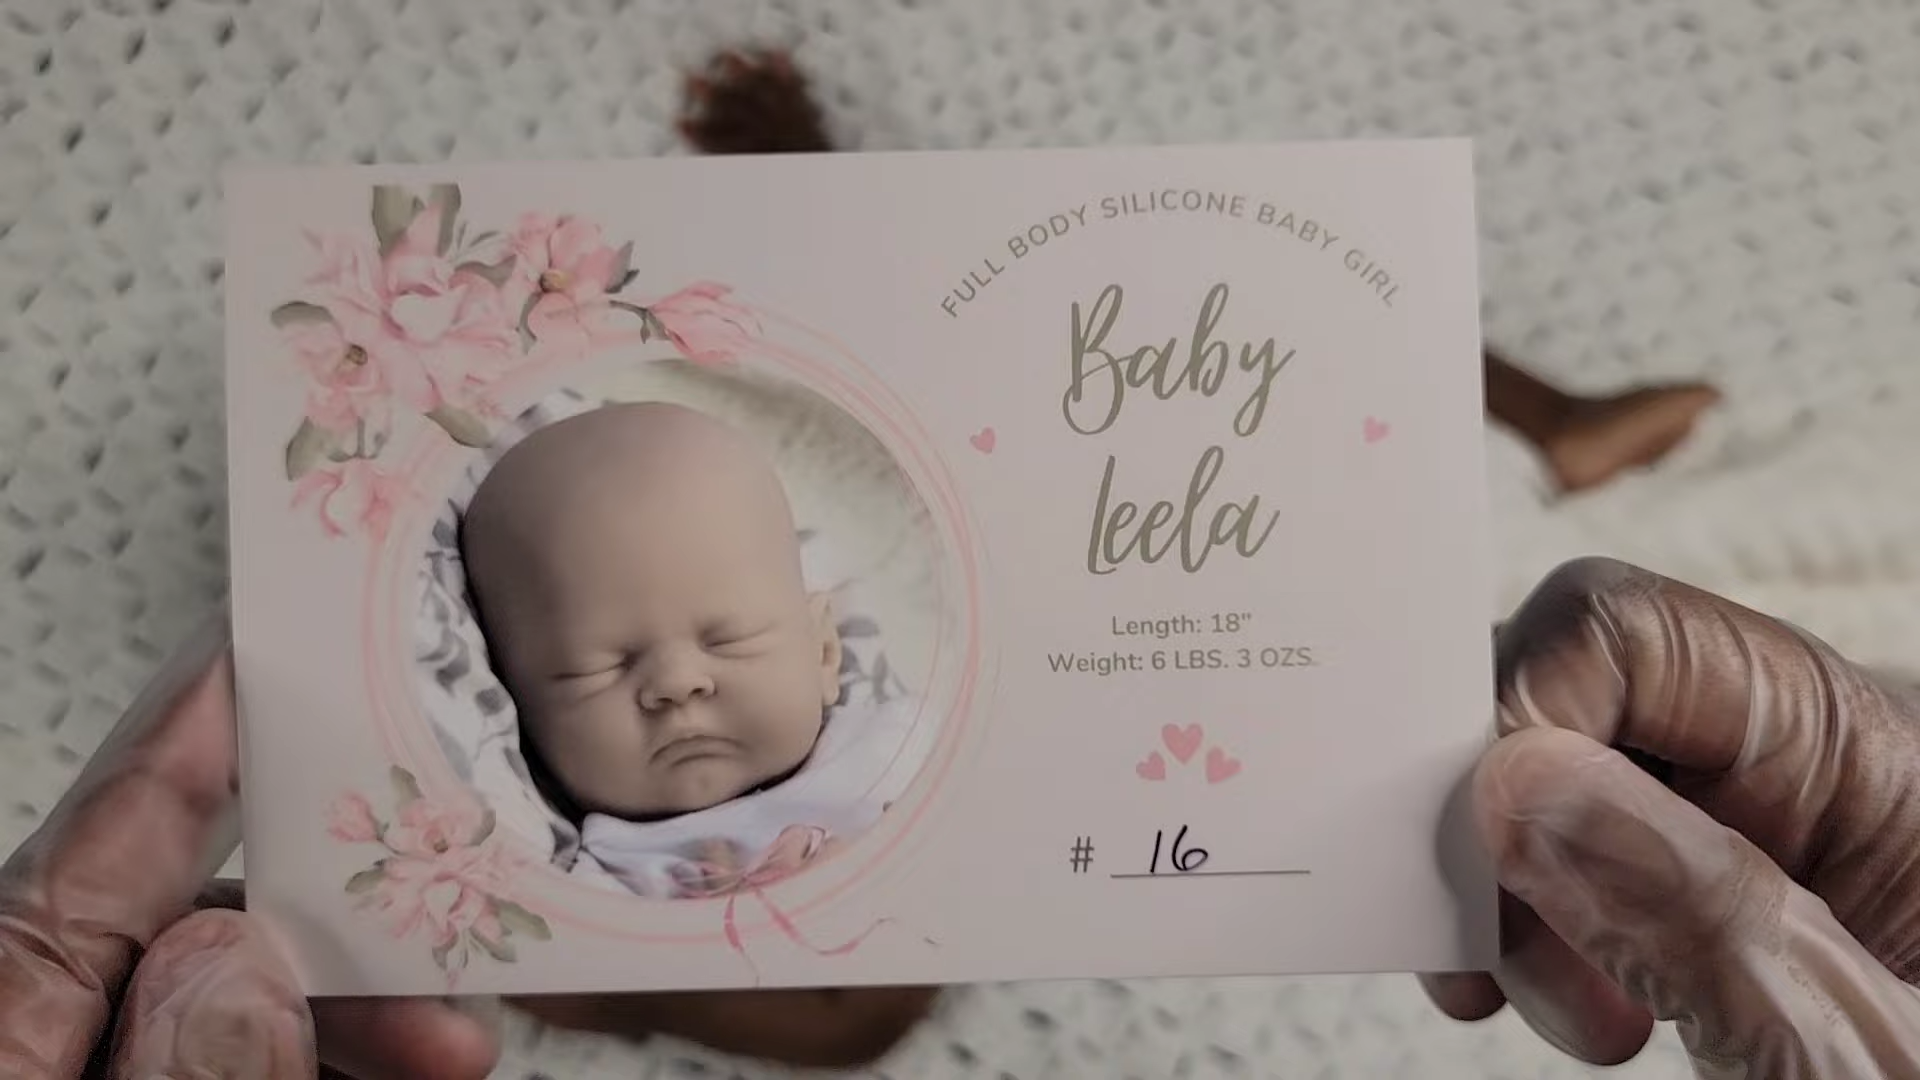 FULL BODY SILICONE BABY GIRL
Baby
Leela
Length: 18"
Weight: 6 LBS. 3 OZS.
# 16